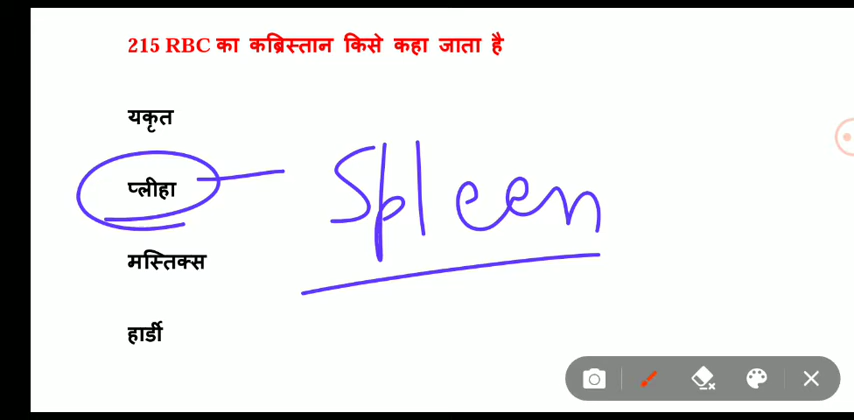 215 RBC का कब्रिस्तान किसे कहा जाता है
यकृत
प्लीहा Spleen
मस्तिक्स
हार्डी